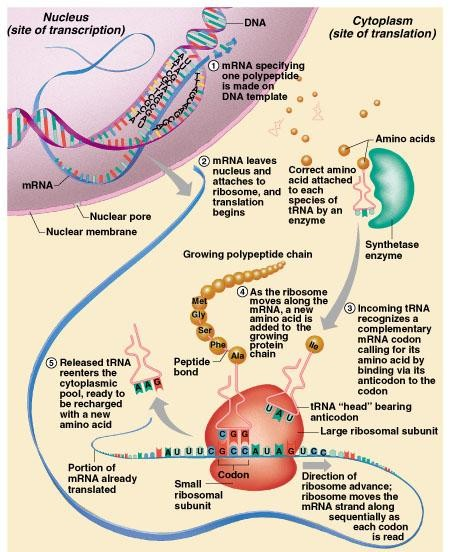 Nucleus
(site of transcription)
DNA
Cytoplasm
(site of translation)
① mRNA specifying
one polypeptide
is made on
DNA template
Amino acids
② mRNA leaves
nucleus and
attaches to
ribosome, and
translation
begins
Correct amino
acid attached
to each
species of
tRNA by an
enzyme
mRNA
Nuclear pore
Nuclear membrane
Synthetase
enzyme
Growing polypeptide chain
④ As the ribosome
moves along the
mRNA, a new
amino acid is
added to the
growing
protein
chain
Met
Gly
Ser
Phe
Ala
Peptide
bond
Ile
③ Incoming tRNA
recognizes a
complementary
mRNA codon
calling for its
amino acid by
binding via its
anticodon to the
codon
⑤ Released tRNA
reenters the
cytoplasmic
pool, ready to
be recharged
with a new
amino acid
A A G
U A U
tRNA "head" bearing
anticodon
Large ribosomal subunit
C G G
A U U U C G C C A U A G U C C
Codon
Portion of
mRNA already
translated
Small
ribosomal
subunit
Direction of
ribosome advance;
ribosome moves the
mRNA strand along
sequentially as
each codon
is read